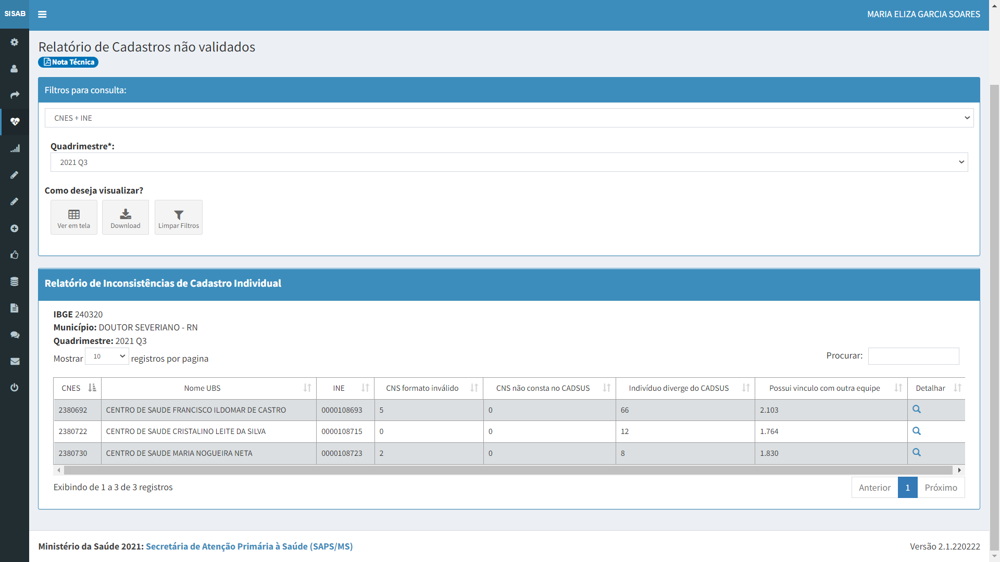 SISAB
MARIA ELIZA GARCIA SOARES
Relatório de Cadastros não validados
Nota Técnica
Filtros para consulta:
CNES + INE
Quadrimestre*:
2021 Q3
Como deseja visualizar?
Ver em tela Download Limpar Filtros
Relatório de Inconsistências de Cadastro Individual
IBGE 240320
Município: DOUTOR SEVERIANO - RN
Quadrimestre: 2021 Q3
Mostrar 10 registros por pagina Procurar:
CNES Nome UBS INE CNS formato inválido CNS não consta no CADSUS Indivíduo diverge do CADSUS Possui vinculo com outra equipe Detalhar
2380692 CENTRO DE SAUDE FRANCISCO ILDOMAR DE CASTRO 0000108693 5 0 66 2.103
2380722 CENTRO DE SAUDE CRISTALINO LEITE DA SILVA 0000108715 0 0 12 1.764
2380730 CENTRO DE SAUDE MARIA NOGUEIRA NETA 0000108723 2 0 8 1.830
Exibindo de 1 a 3 de 3 registros Anterior 1 Próximo
Ministério da Saúde 2021: Secretária de Atenção Primária à Saúde (SAPS/MS) Versão 2.1.220222